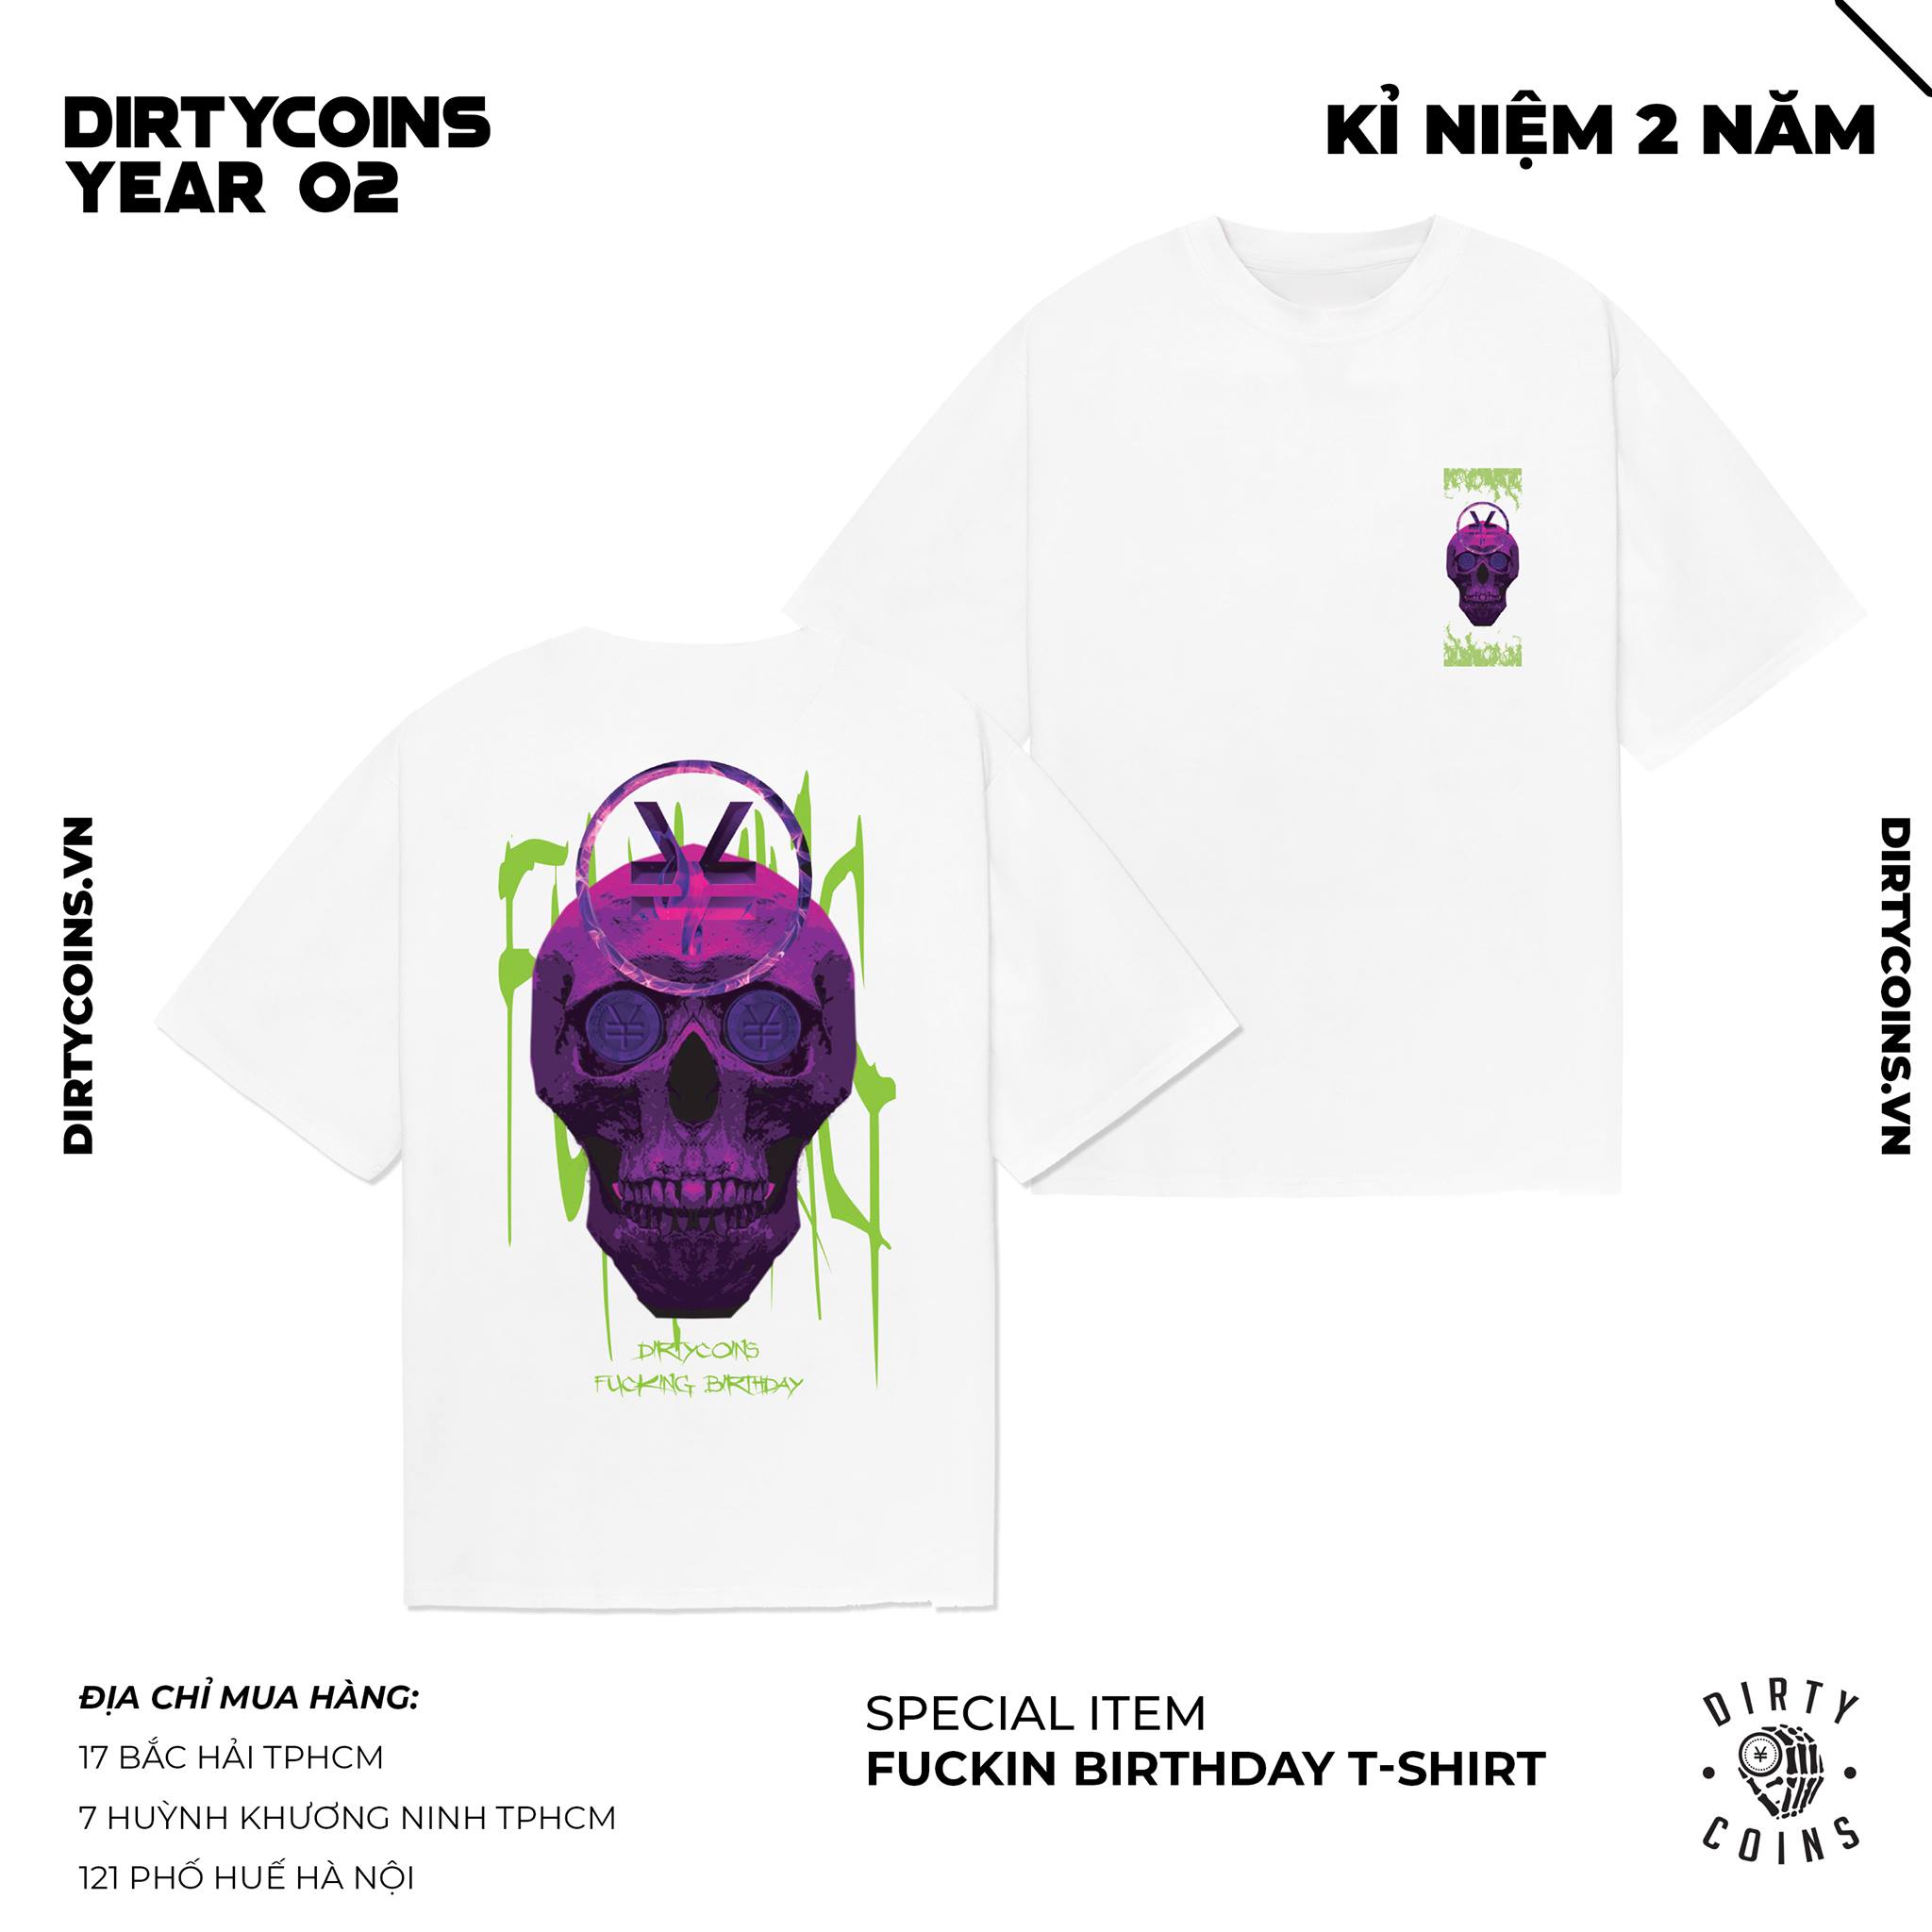 DIRTYCOINS
YEAR 02
KỈ NIỆM 2 NĂM
DIRTYCOINS.VN
DIRTYCOINS.VN
¥
¥ ¥
DIRTYCOINS
FUCKING BIRTHDAY
ĐỊA CHỈ MUA HÀNG:
17 BẮC HẢI TPHCM
7 HUỲNH KHƯƠNG NINH TPHCM
121 PHỐ HUẾ HÀ NỘI
SPECIAL ITEM
FUCKIN BIRTHDAY T-SHIRT
DIRTY
¥
COINS